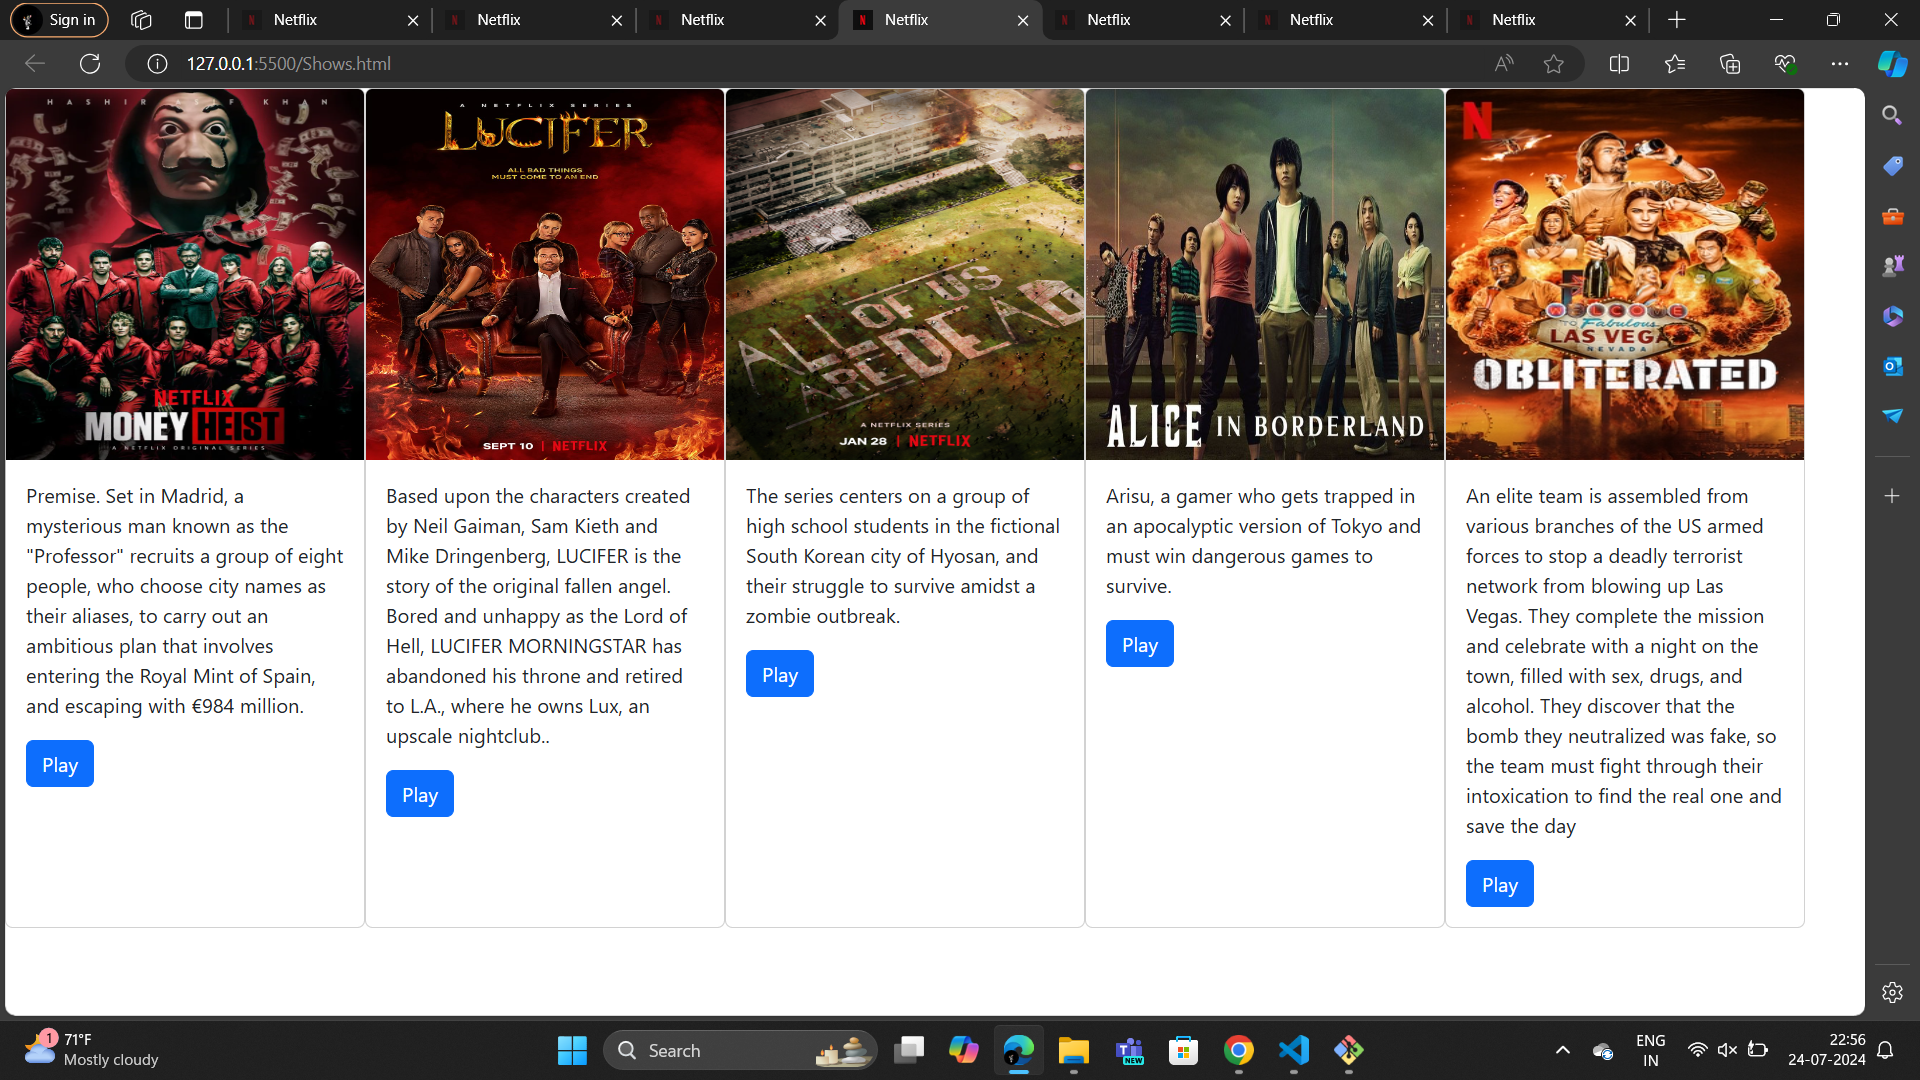 Sign in
Netflix
Netflix
Netflix
Netflix
Netflix
Netflix
Netflix
127.0.0.1:5500/Shows.html
HASHIR ASIF KHAN
NETFLIX
MONEY HEIST
A NETFLIX ORIGINAL SERIES
Premise. Set in Madrid, a
mysterious man known as the
"Professor" recruits a group of eight
people, who choose city names as
their aliases, to carry out an
ambitious plan that involves
entering the Royal Mint of Spain,
and escaping with €984 million.
Play
A NETFLIX SERIES
LUCIFER
ALL BAD THINGS
MUST COME TO AN END
SEPT 10 | NETFLIX
Based upon the characters created
by Neil Gaiman, Sam Kieth and
Mike Dringenberg, LUCIFER is the
story of the original fallen angel.
Bored and unhappy as the Lord of
Hell, LUCIFER MORNINGSTAR has
abandoned his throne and retired
to L.A., where he owns Lux, an
upscale nightclub..
Play
ALL OF US
ARE DEAD
A NETFLIX SERIES
JAN 28 | NETFLIX
The series centers on a group of
high school students in the fictional
South Korean city of Hyosan, and
their struggle to survive amidst a
zombie outbreak.
Play
ALICE IN BORDERLAND
Arisu, a gamer who gets trapped in
an apocalyptic version of Tokyo and
must win dangerous games to
survive.
Play
N
WELCOME
TO Fabulous
LAS VEGAS
NEVADA
OBLITERATED
An elite team is assembled from
various branches of the US armed
forces to stop a deadly terrorist
network from blowing up Las
Vegas. They complete the mission
and celebrate with a night on the
town, filled with sex, drugs, and
alcohol. They discover that the
bomb they neutralized was fake, so
the team must fight through their
intoxication to find the real one and
save the day
Play
1
71°F
Mostly cloudy
Search
NEW
ENG
IN
22:56
24-07-2024